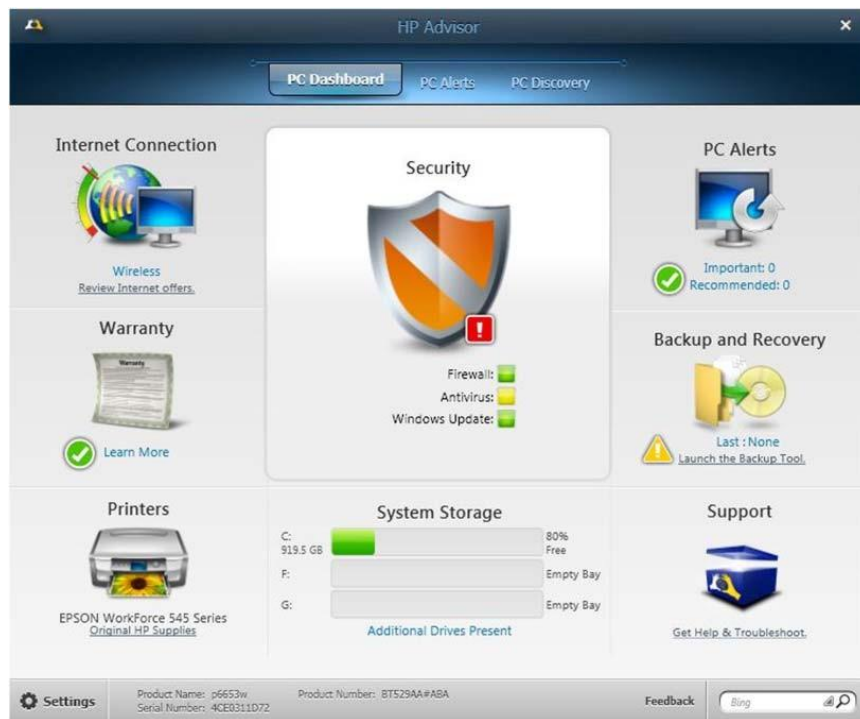 HP Advisor
PC Dashboard
PC Alerts
PC Discovery
Internet Connection
Wireless
Review Internet offers.
Security
Firewall:
Antivirus:
Windows Update:
PC Alerts
Important: 0
Recommended: 0
Warranty
Warranty
Learn More
Backup and Recovery
Last : None
Launch the Backup Tool.
Printers
EPSON WorkForce 545 Series
Original HP Supplies
System Storage
C:
919.5 GB
80%
Free
F:
Empty Bay
G:
Empty Bay
Additional Drives Present
Support
Get Help & Troubleshoot.
Settings
Product Name: p6653w
Serial Number: 4CE0311D72
Product Number: BT529AA#ABA
Feedback
Bing